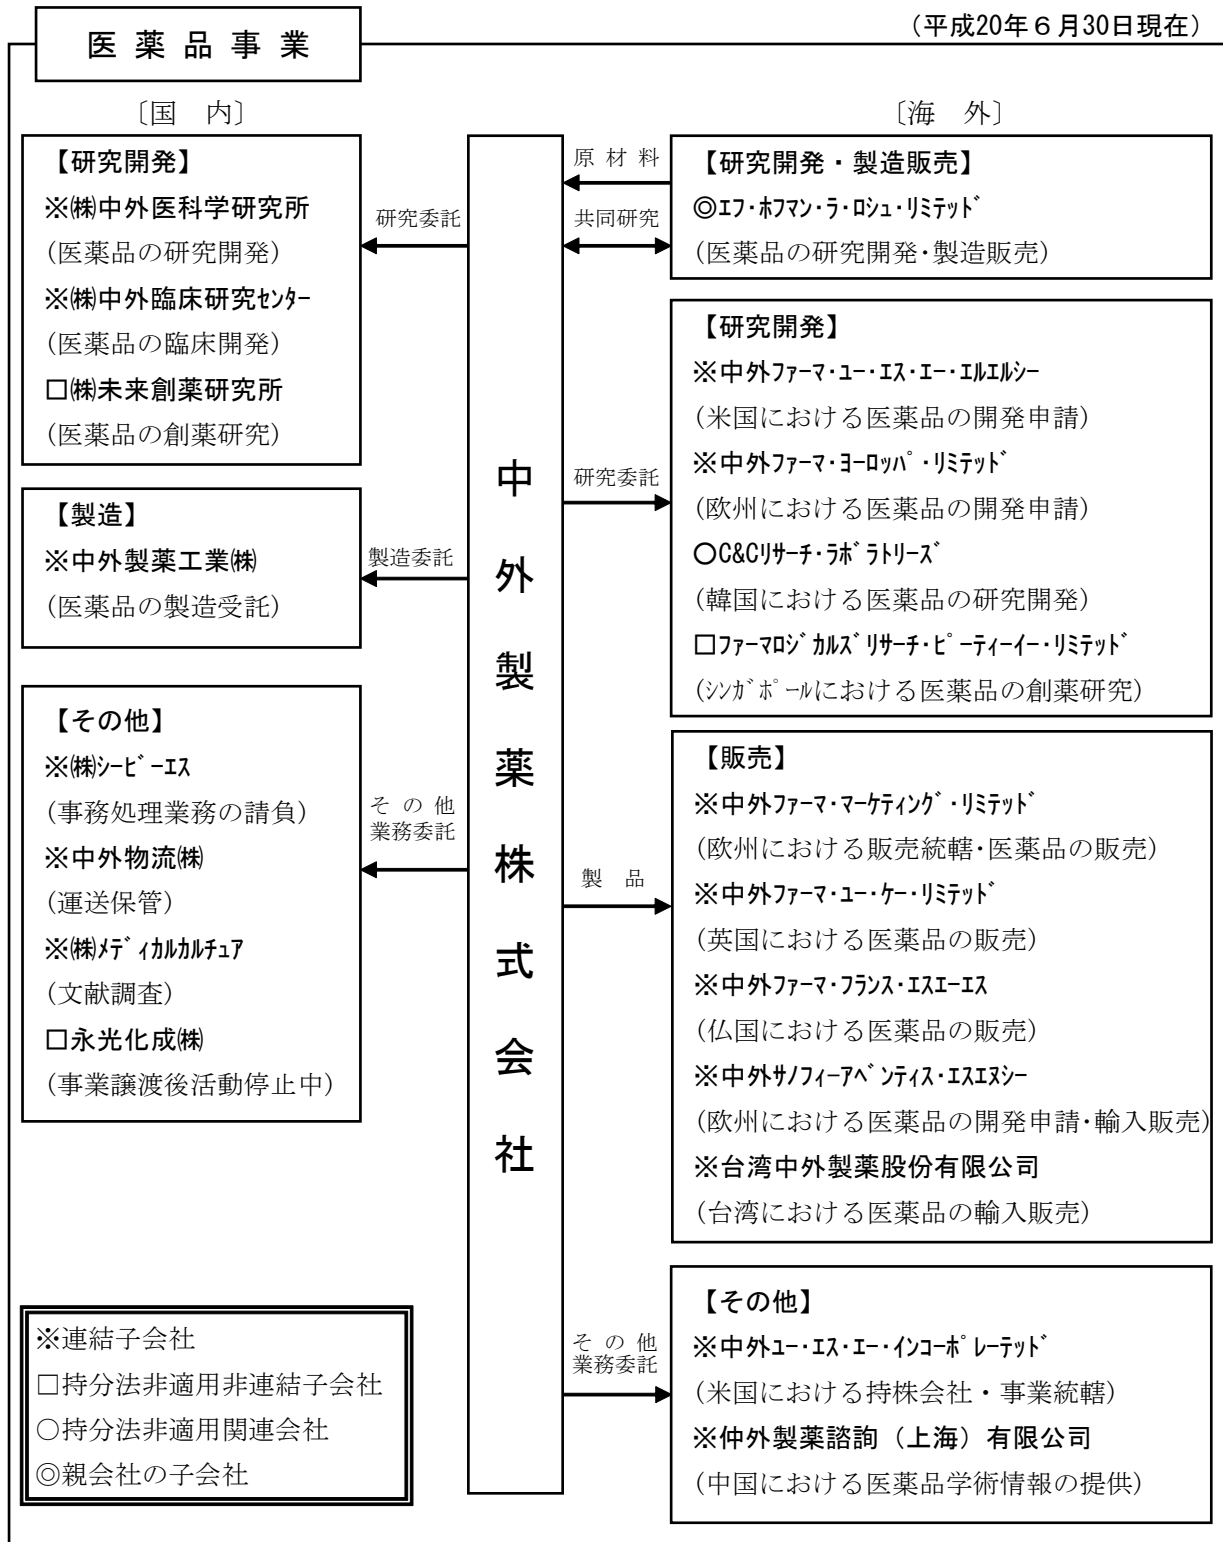 医薬品事業
（平成20年６月30日現在）
〔国　内〕
【研究開発】
※㈱中外医科学研究所
(医薬品の研究開発)
※㈱中外臨床研究ｾﾝﾀｰ
(医薬品の臨床開発)
□㈱未来創薬研究所
(医薬品の創薬研究)
研究委託
【製造】
※中外製薬工業㈱
(医薬品の製造受託)
製造委託
【その他】
※㈱ｼｰﾋﾞｰｴｽ
(事務処理業務の請負)
※中外物流㈱
(運送保管)
※㈱ﾒﾃﾞｨｶﾙｶﾙﾁｭｱ
(文献調査)
□永光化成㈱
(事業譲渡後活動停止中)
その他
業務委託
※連結子会社
□持分法非適用非連結子会社
○持分法非適用関連会社
◎親会社の子会社
中外製薬株式会社
〔海　外〕
原材料
共同研究
【研究開発・製造販売】
◎ｴﾌ･ﾎﾌﾏﾝ･ﾗ･ﾛｼｭ･ﾘﾐﾃｯﾄﾞ
(医薬品の研究開発･製造販売)
研究委託
【研究開発】
※中外ﾌｧｰﾏ･ﾕｰ･ｴｽ･ｴｰ･ｴﾙｴﾙｼｰ
(米国における医薬品の開発申請)
※中外ﾌｧｰﾏ･ﾖｰﾛｯﾊﾟ･ﾘﾐﾃｯﾄﾞ
(欧州における医薬品の開発申請)
○C&Cﾘｻｰﾁ･ﾗﾎﾞﾗﾄﾘｰｽﾞ
(韓国における医薬品の研究開発)
□ﾌｧｰﾏﾛｼﾞｶﾙｽﾞﾘｻｰﾁ･ﾋﾟｰﾃｨｰｲｰ･ﾘﾐﾃｯﾄﾞ
(ｼﾝｶﾞﾎﾟｰﾙにおける医薬品の創薬研究)
製品
【販売】
※中外ﾌｧｰﾏ･ﾏｰｹﾃｨﾝｸﾞ･ﾘﾐﾃｯﾄﾞ
(欧州における販売統轄･医薬品の販売)
※中外ﾌｧｰﾏ･ﾕｰ･ｹｰ･ﾘﾐﾃｯﾄﾞ
(英国における医薬品の販売)
※中外ﾌｧｰﾏ･ﾌﾗﾝｽ･ｴｽｴｰｴｽ
(仏国における医薬品の販売)
※中外ｻﾉﾌｨｰｱﾍﾞﾝﾃｨｽ･ｴｽｴﾇｼｰ
(欧州における医薬品の開発申請･輸入販売)
※台湾中外製薬股份有限公司
(台湾における医薬品の輸入販売)
その他
業務委託
【その他】
※中外ﾕｰ･ｴｽ･ｴｰ･ｲﾝｺｰﾎﾟﾚｰﾃｯﾄﾞ
(米国における持株会社・事業統轄)
※仲外製薬諮詢（上海）有限公司
(中国における医薬品学術情報の提供)